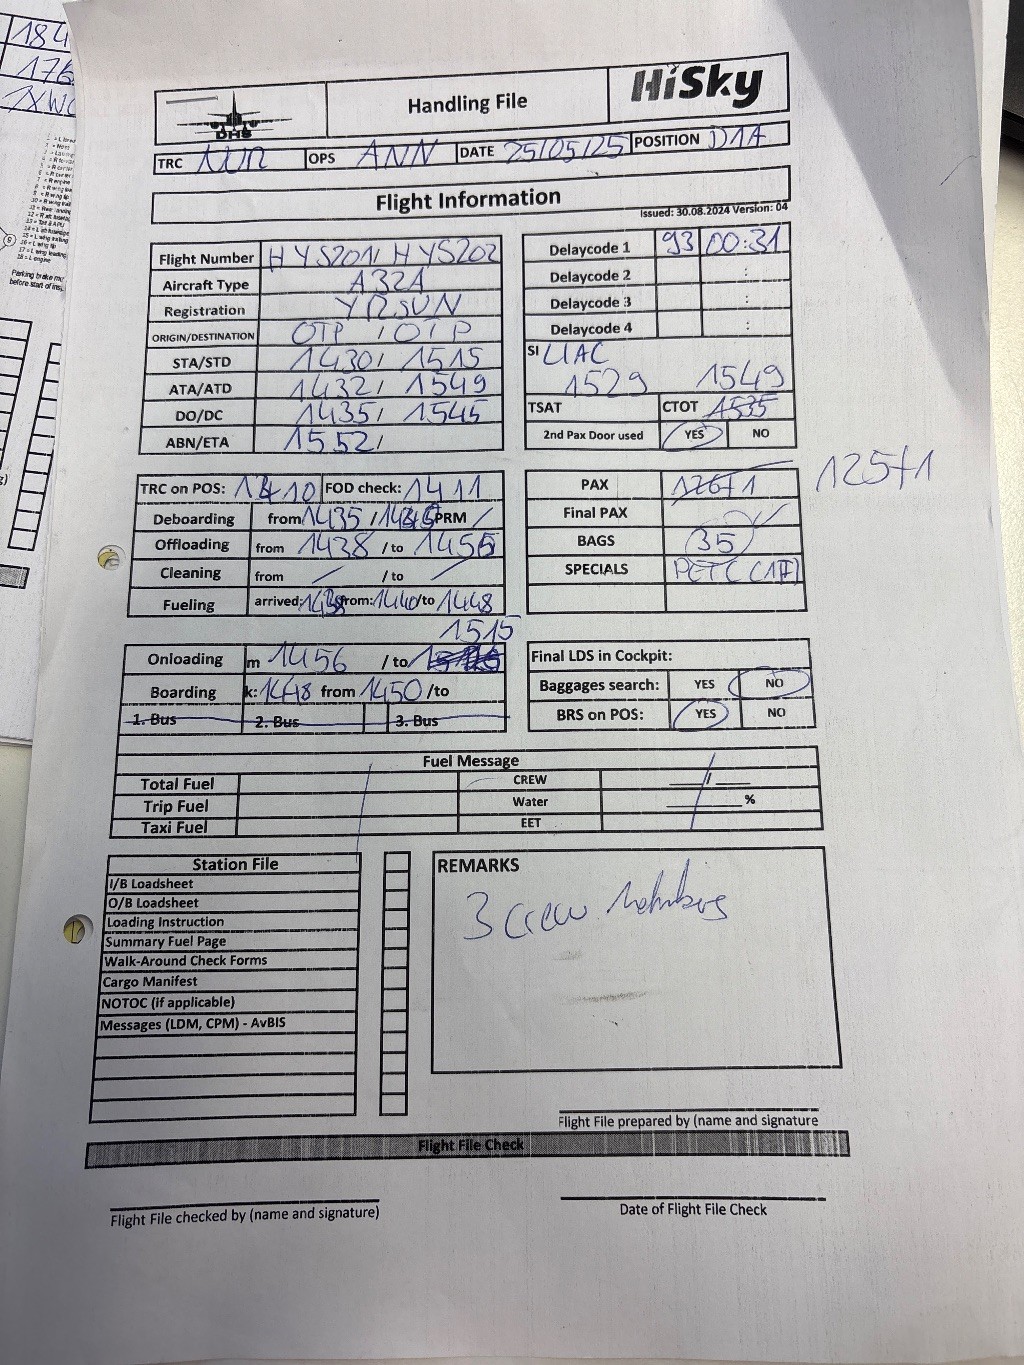 184
176
DHS
Handling File
HiSky
TRC NUR OPS ANN DATE 25/05/25 POSITION D1A
Flight Information
Issued: 30.08.2024 Version: 04
Flight Number HYS201/ HYS202
Aircraft Type A32A
Registration YRSUN
ORIGIN/DESTINATION OTP / OTP
STA/STD 1430/ 1515
ATA/ATD 1432/ 1549
DO/DC 1435/ 1545
ABN/ETA 1552/
Delaycode 1 93 00:31
Delaycode 2 :
Delaycode 3 :
Delaycode 4 :
SI LIAC
1529 1549
TSAT CTOT 1535
2nd Pax Door used YES NO
TRC on POS: 1410 FOD check: 1411
Deboarding from 1435 / PRM /
Offloading from 1438 / to 1455
Cleaning from / to
Fueling arrived: from: 1440/to 1448
PAX 126+1 125+1
Final PAX
BAGS 35
SPECIALS PETC
1515
Onloading m 1456 / to
Boarding k: 1448 from 1450 /to
1. Bus 2. Bus 3. Bus
Final LDS in Cockpit:
Baggages search: YES NO
BRS on POS: YES NO
Fuel Message
Total Fuel CREW /
Trip Fuel Water %
Taxi Fuel EET
Station File
I/B Loadsheet
O/B Loadsheet
Loading Instruction
Summary Fuel Page
Walk-Around Check Forms
Cargo Manifest
NOTOC (if applicable)
Messages (LDM, CPM) - AvBIS
REMARKS
3 Crew
Flight File prepared by (name and signature
Flight File Check
Flight File checked by (name and signature)
Date of Flight File Check